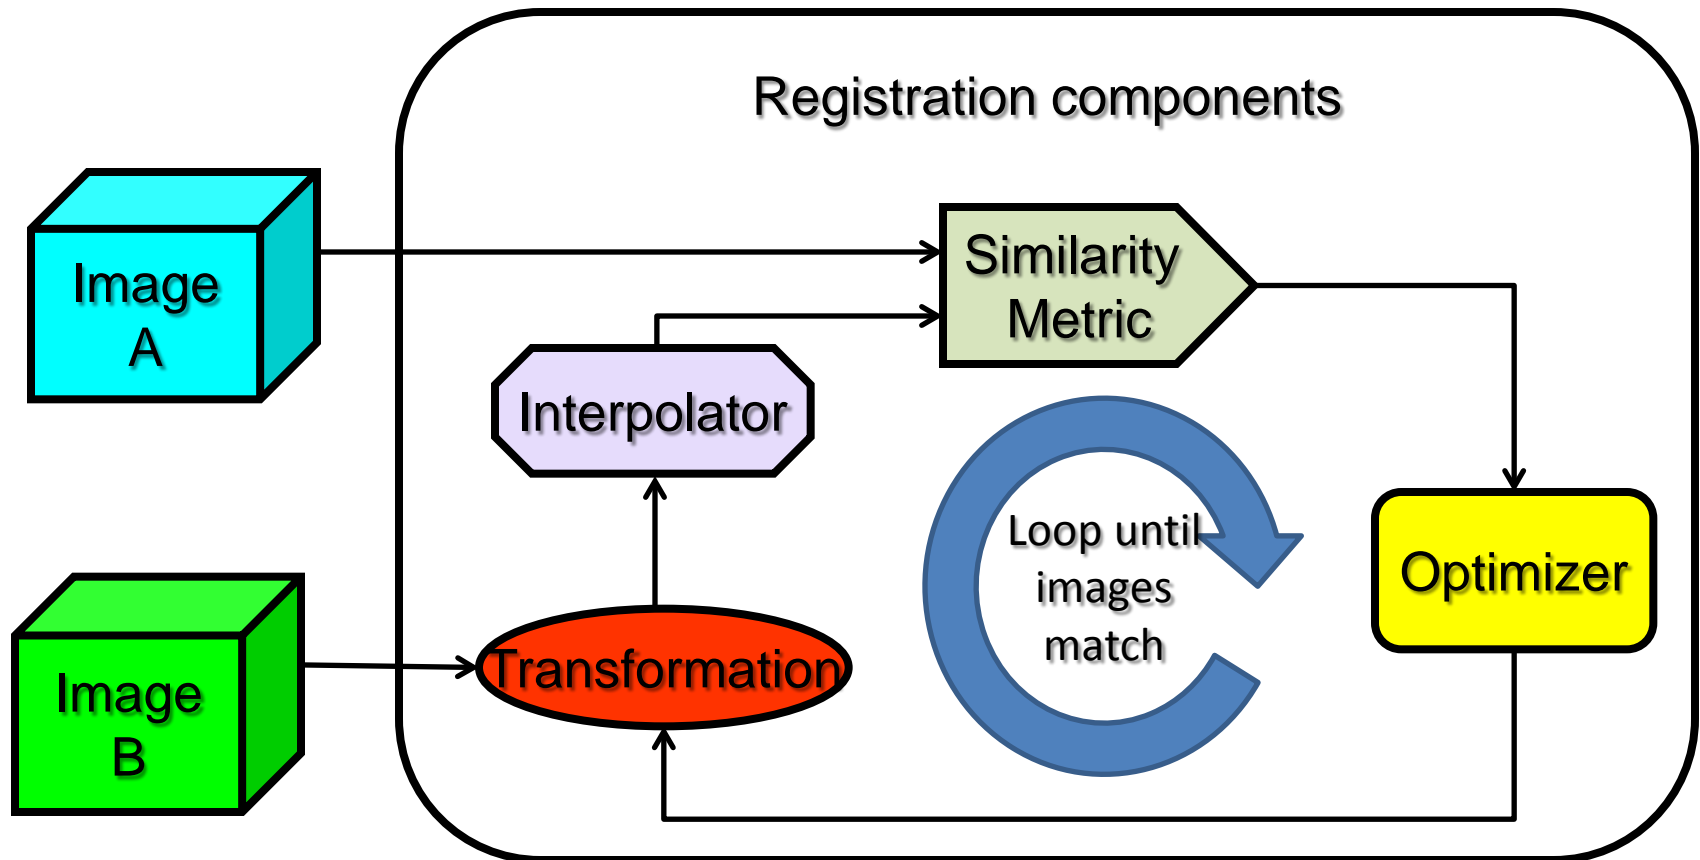 Registration components
Image
A
Similarity
Metric
Interpolator
Loop until
images
match
Optimizer
Image
B
Transformation